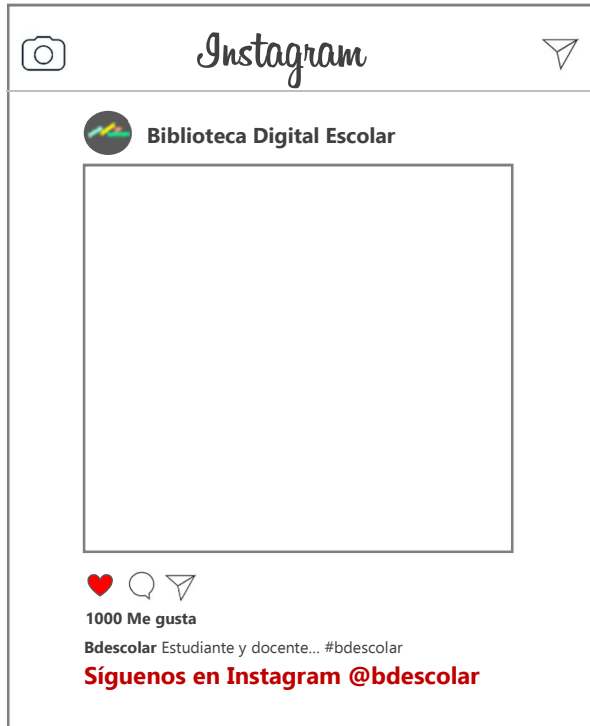 Instagram
Biblioteca Digital Escolar
1000 Me gusta
Bdescolar Estudiante y docente... #bdescolar
Síguenos en Instagram @bdescolar